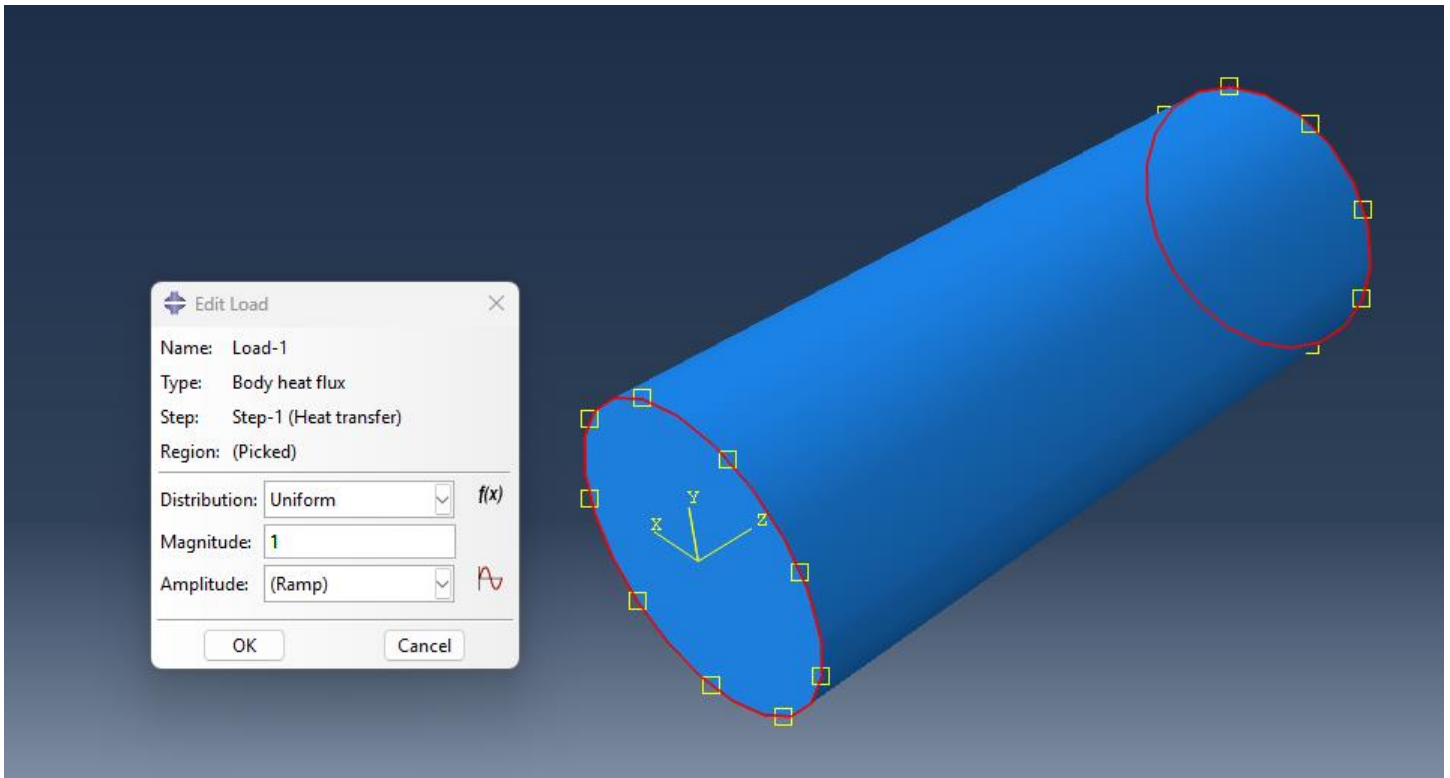 Edit Load
Name: Load-1
Type: Body heat flux
Step: Step-1 (Heat transfer)
Region: (Picked)
Distribution: Uniform f(x)
Magnitude: 1
Amplitude: (Ramp)
OK Cancel
Y
X Z